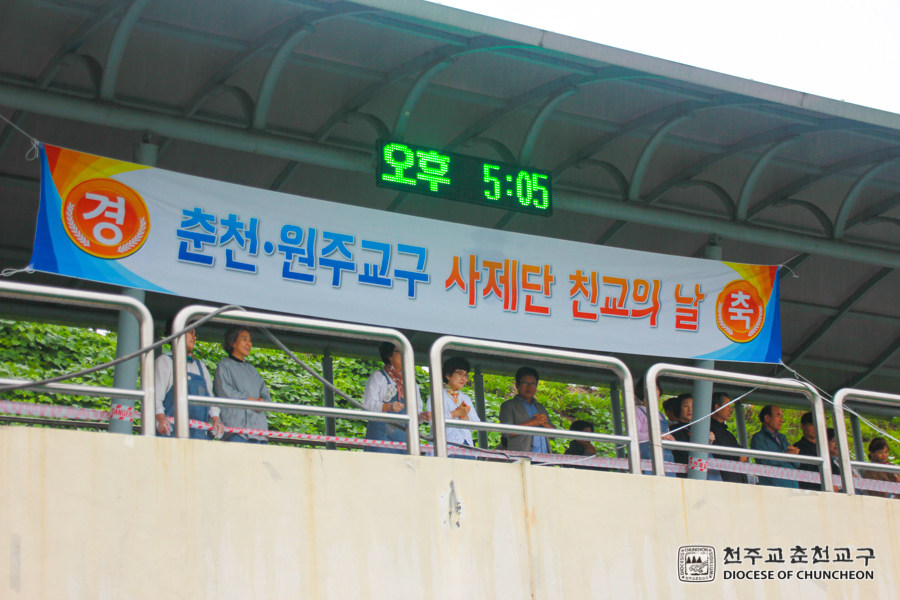 오후 5:05
경 춘천·원주교구 사제단 친교의 날 축
천주교 춘천교구
DIOCESE OF CHUNCHEON